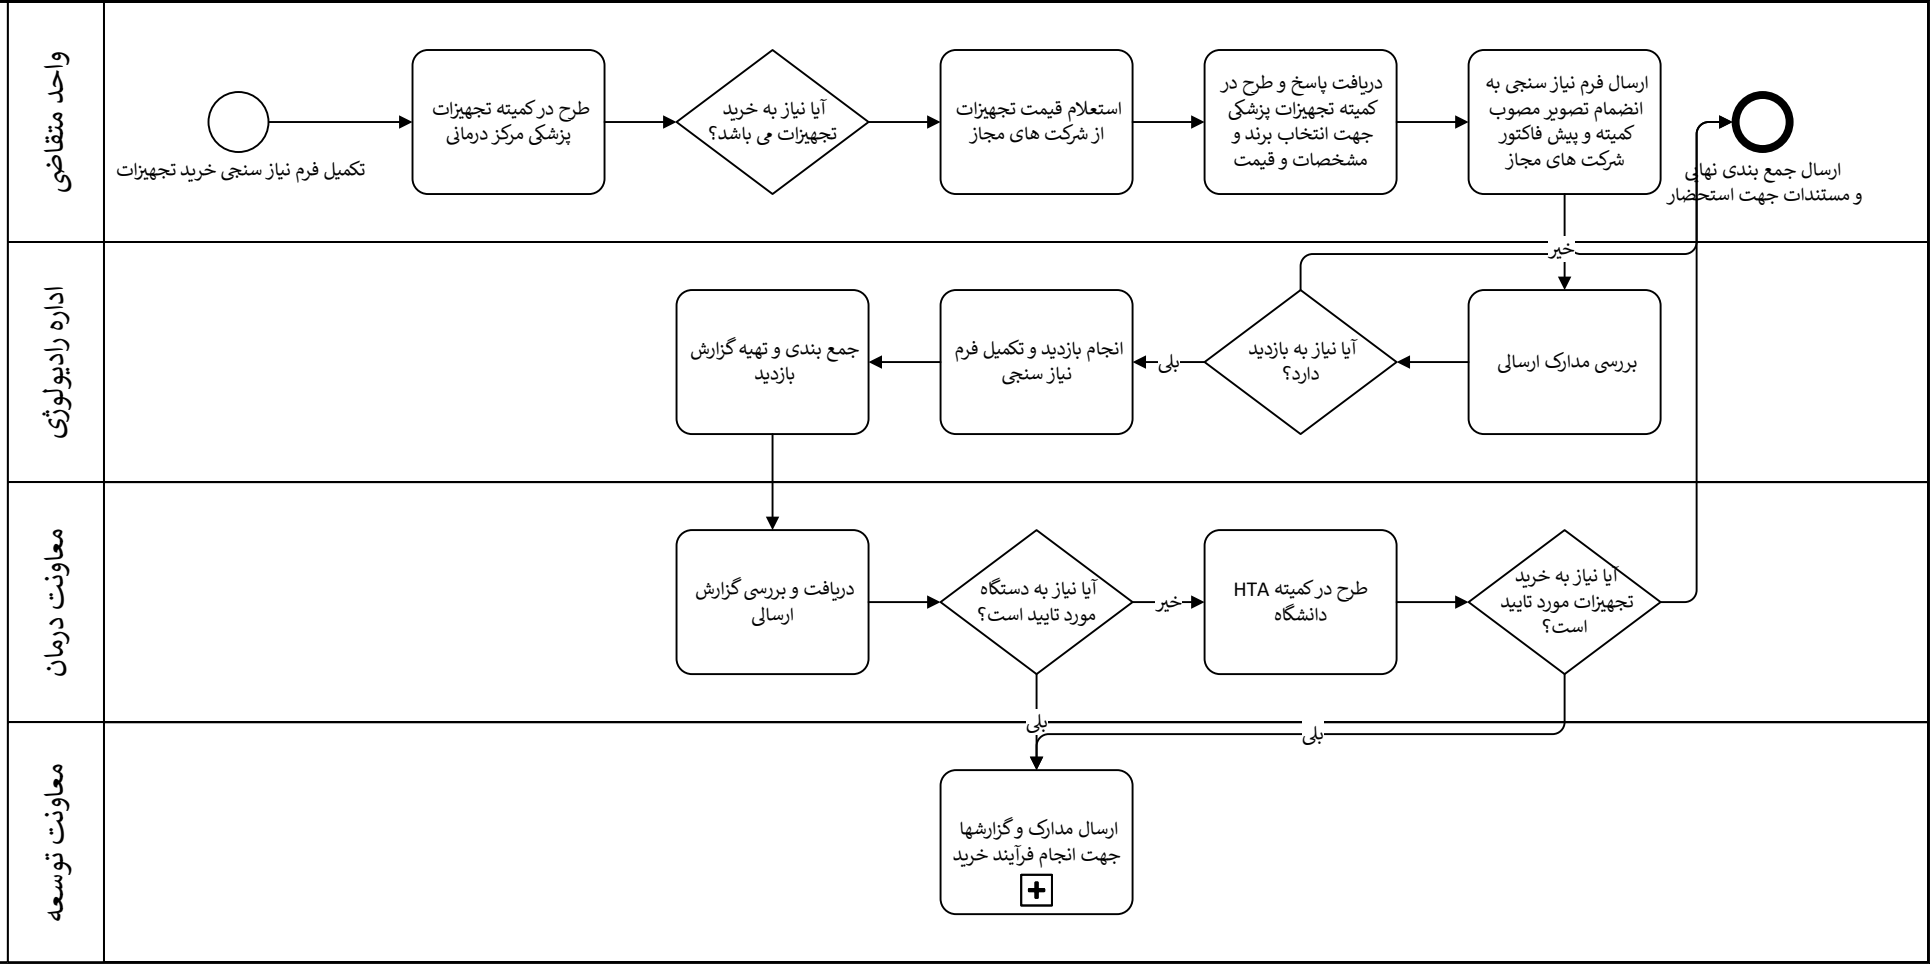 واحد متقاضی
تکمیل فرم نیاز سنجی خرید تجهیزات
طرح در کمیته تجهیزات
پزشکی مرکز درمانی
آیا نیاز به خرید
تجهیزات می باشد؟
استعلام قیمت تجهیزات
از شرکت های مجاز
دریافت پاسخ و طرح در
کمیته تجهیزات پزشکی
جهت انتخاب برند و
مشخصات و قیمت
ارسال فرم نیاز سنجی به
انضمام تصویر مصوب
کمیته و پیش فاکتور
شرکت های مجاز
ارسال جمع بندی نهایی
و مستندات جهت استحضار
اداره رادیولوژی
خیر
بررسی مدارک ارسالی
آیا نیاز به بازدید
دارد؟
بلی
انجام بازدید و تکمیل فرم
نیاز سنجی
جمع بندی و تهیه گزارش
بازدید
معاونت درمان
دریافت و بررسی گزارش
ارسالی
آیا نیاز به دستگاه
مورد تایید است؟
خیر
طرح در کمیته HTA
دانشگاه
آیا نیاز به خرید
تجهیزات مورد تایید
است؟
بلی
بلی
معاونت توسعه
ارسال مدارک و گزارشها
جهت انجام فرآیند خرید